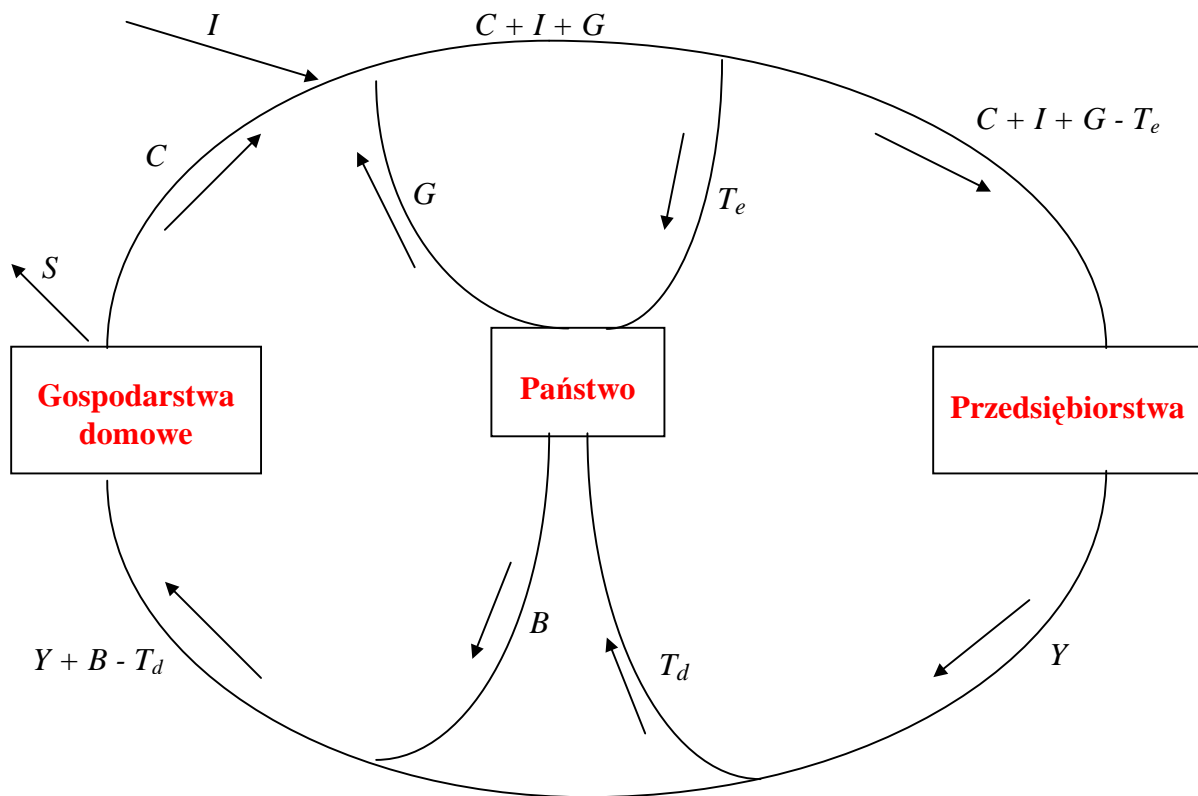 I
C + I + G
C + I + G - Te
C
G
Te
S
Gospodarstwa
domowe
Państwo
Przedsiębiorstwa
B
Y + B - Td
Td
Y